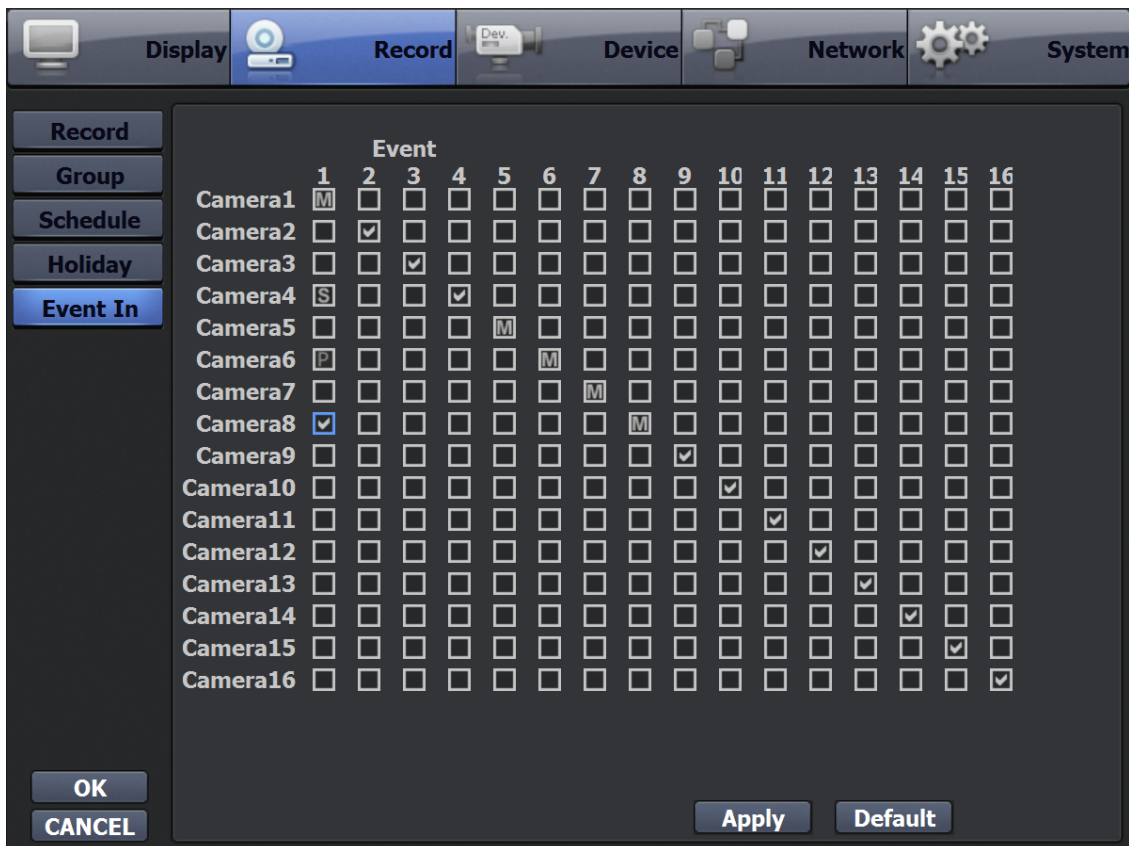 Display Record Dev. Device Network System
Record
Group
Schedule
Holiday
Event In
Event
1 2 3 4 5 6 7 8 9 10 11 12 13 14 15 16
Camera1 M
Camera2
Camera3
Camera4 S
Camera5 M
Camera6 P M
Camera7 M
Camera8 M
Camera9
Camera10
Camera11
Camera12
Camera13
Camera14
Camera15
Camera16
OK
CANCEL
Apply Default